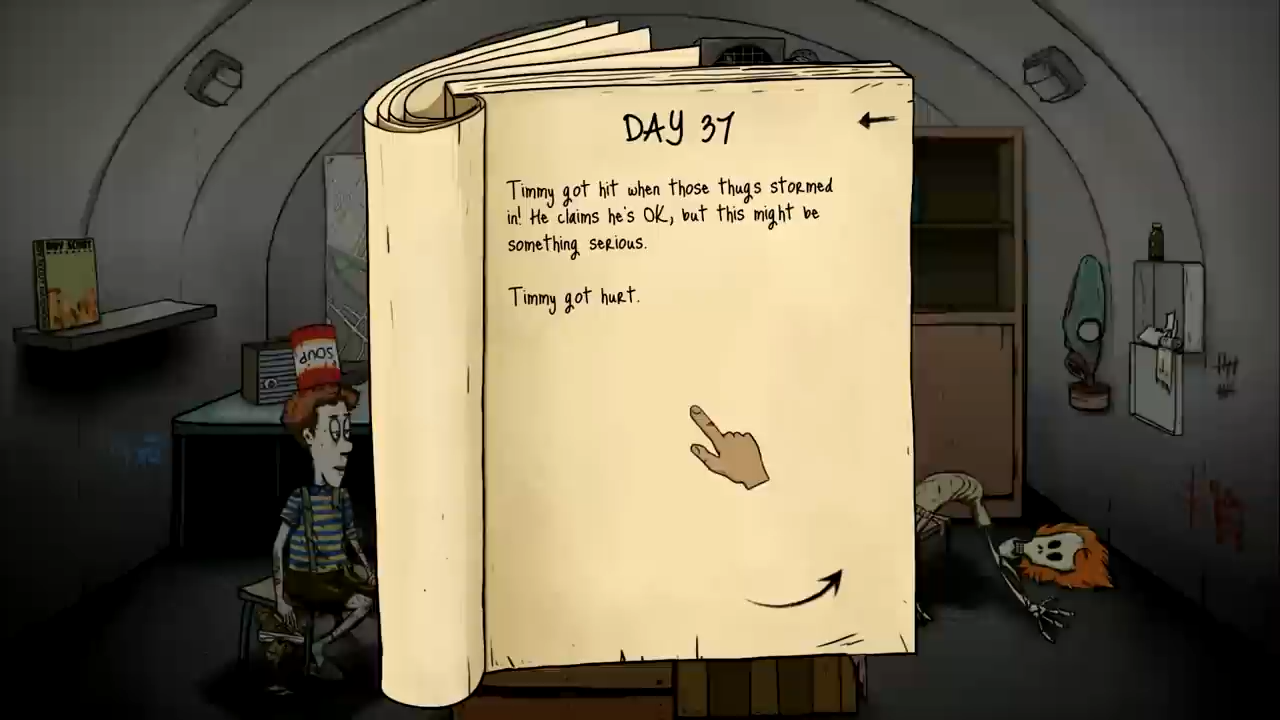 DAY 37
Timmy got hit when those thugs stormed
in! He claims he's OK, but this might be
something serious.
Timmy got hurt.
SOUP